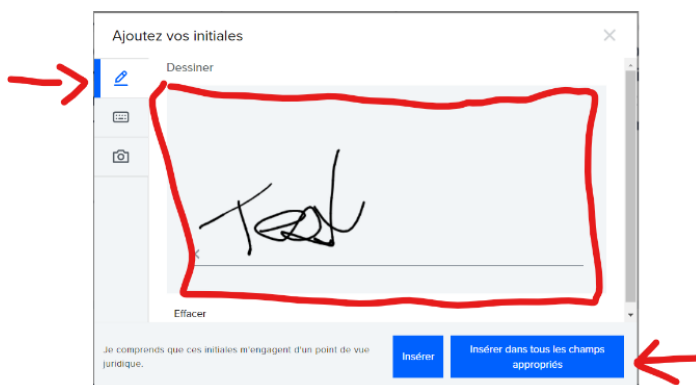 Ajoutez vos initiales
Dessiner
Test
Effacer
Je comprends que ces initiales m'engagent d'un point de vue
juridique.
Insérer
Insérer dans tous les champs
appropriés